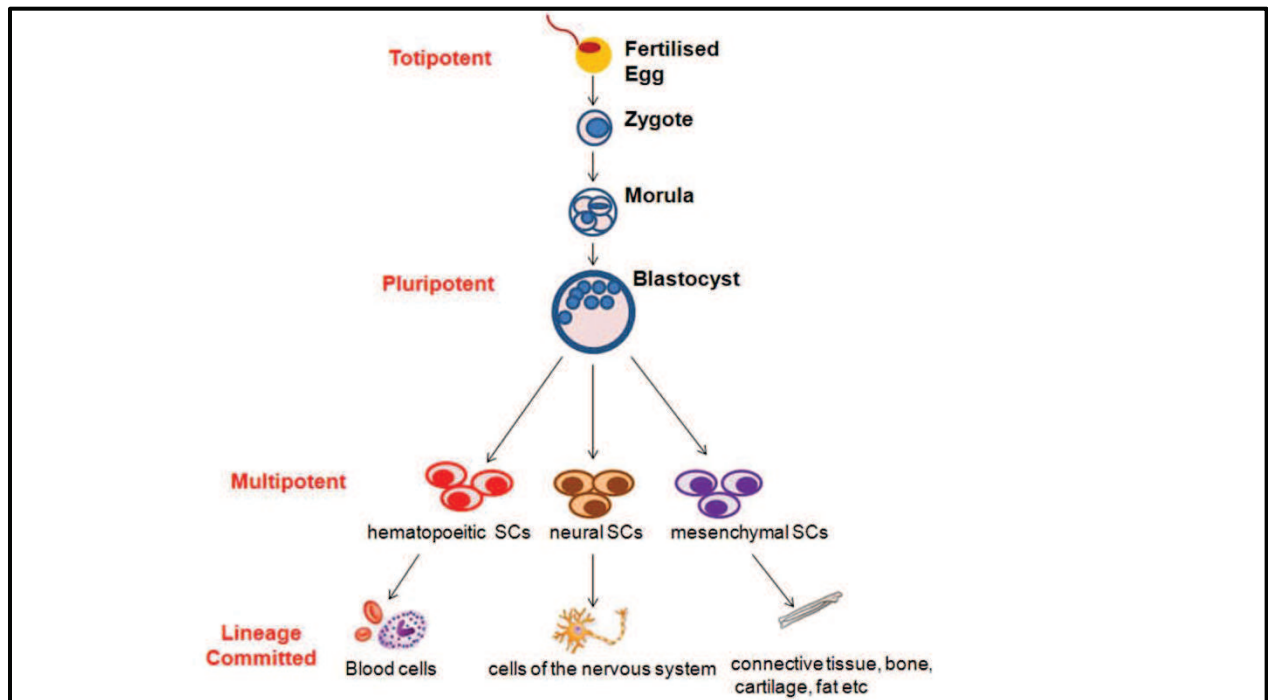 Totipotent
Fertilised
Egg
Zygote
Morula
Pluripotent
Blastocyst
Multipotent
hematopoeitic SCs
neural SCs
mesenchymal SCs
Lineage
Committed
Blood cells
cells of the nervous system
connective tissue, bone,
cartilage, fat etc